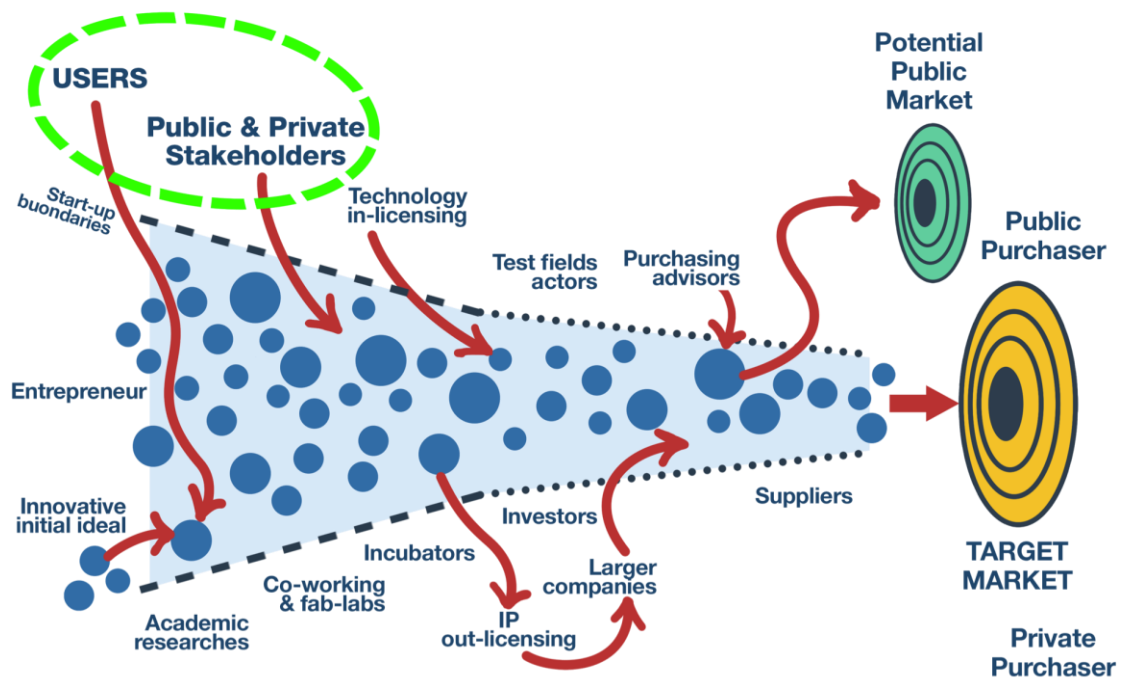 USERS
Public & Private
Stakeholders
Start-up
buondaries
Technology
in-licensing
Test fields
actors
Purchasing
advisors
Potential
Public
Market
Public
Purchaser
Entrepreneur
Innovative
initial ideal
Academic
researches
Co-working
& fab-labs
Incubators
Investors
IP
out-licensing
Larger
companies
Suppliers
TARGET
MARKET
Private
Purchaser